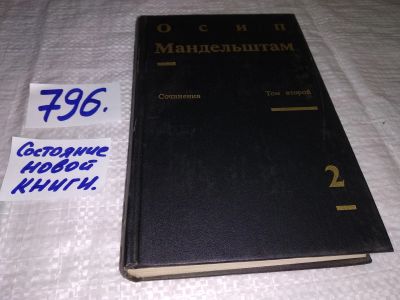 Осип
Мандельштам
Сочинения
Том второй
2
796.
Состояние
новой
книги.